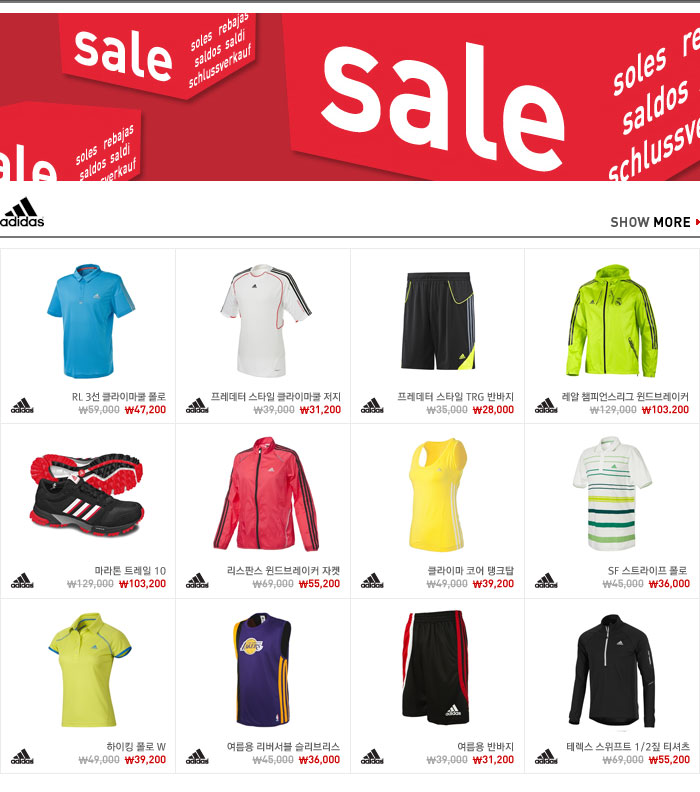 sale
soles rebajas
saldos saldi
schlussverkauf
sale
soles re
saldos s
schlussverka
ale
soles rebajas
saldos saldi
schlussverkauf
adidas
SHOW MORE
RL 3선 클라이마쿨 폴로
adidas ₩59,000 ₩47,200
프레데터 스타일 클라이마쿨 저지
adidas ₩39,000 ₩31,200
프레데터 스타일 TRG 반바지
adidas ₩35,000 ₩28,000
레알 챔피언스리그 윈드브레이커
adidas ₩129,000 ₩103.200
마라톤 트레일 10
adidas ₩129,000 ₩103,200
리스판스 윈드브레이커 자켓
adidas ₩69,000 ₩55,200
클라이마 코어 탱크탑
adidas ₩49,000 ₩39,200
SF 스트라이프 폴로
adidas ₩45,000 ₩36,000
하이킹 폴로 W
adidas ₩49,000 ₩39,200
LAKERS
여름용 리버서블 슬리브리스
adidas ₩45,000 ₩36,000
adidas
여름용 반바지
adidas ₩39,000 ₩31,200
테렉스 스위프트 1/2짚 티셔츠
adidas ₩69,000 ₩55,200